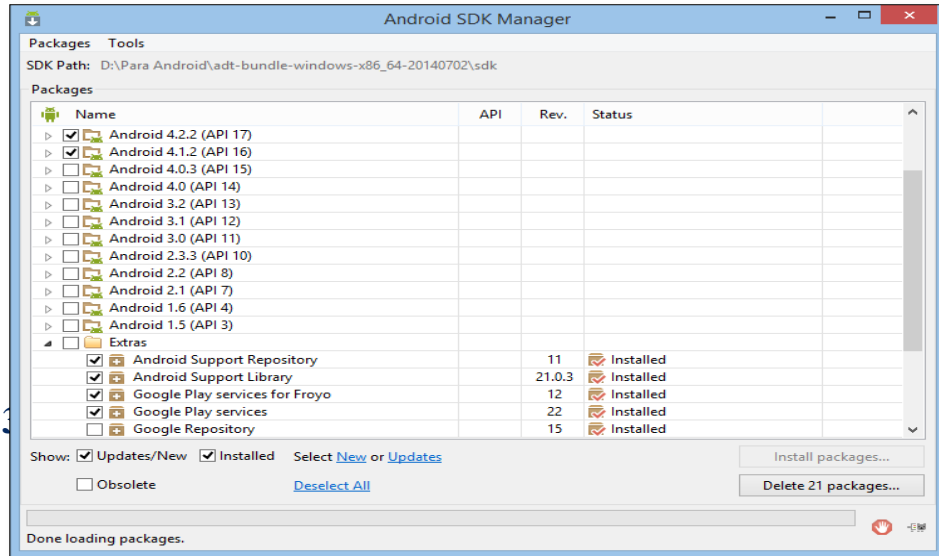 Android SDK Manager
Packages Tools
SDK Path: D:\Para Android\adt-bundle-windows-x86_64-20140702\sdk
Packages
Name API Rev. Status
Android 4.2.2 (API 17)
Android 4.1.2 (API 16)
Android 4.0.3 (API 15)
Android 4.0 (API 14)
Android 3.2 (API 13)
Android 3.1 (API 12)
Android 3.0 (API 11)
Android 2.3.3 (API 10)
Android 2.2 (API 8)
Android 2.1 (API 7)
Android 1.6 (API 4)
Android 1.5 (API 3)
Extras
Android Support Repository 11 Installed
Android Support Library 21.0.3 Installed
Google Play services for Froyo 12 Installed
Google Play services 22 Installed
Google Repository 15 Installed
Show: Updates/New Installed Select New or Updates Install packages...
Obsolete Deselect All Delete 21 packages...
Done loading packages.